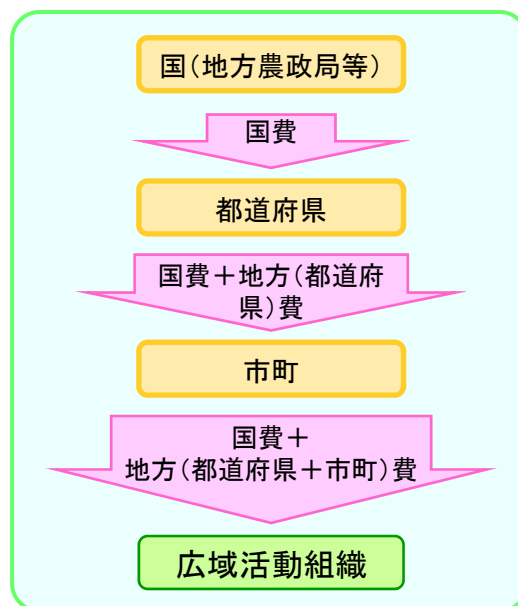 国(地方農政局等)
国費
都道府県
国費＋地方(都道府
県)費
市町
国費＋
地方(都道府県＋市町)費
広域活動組織